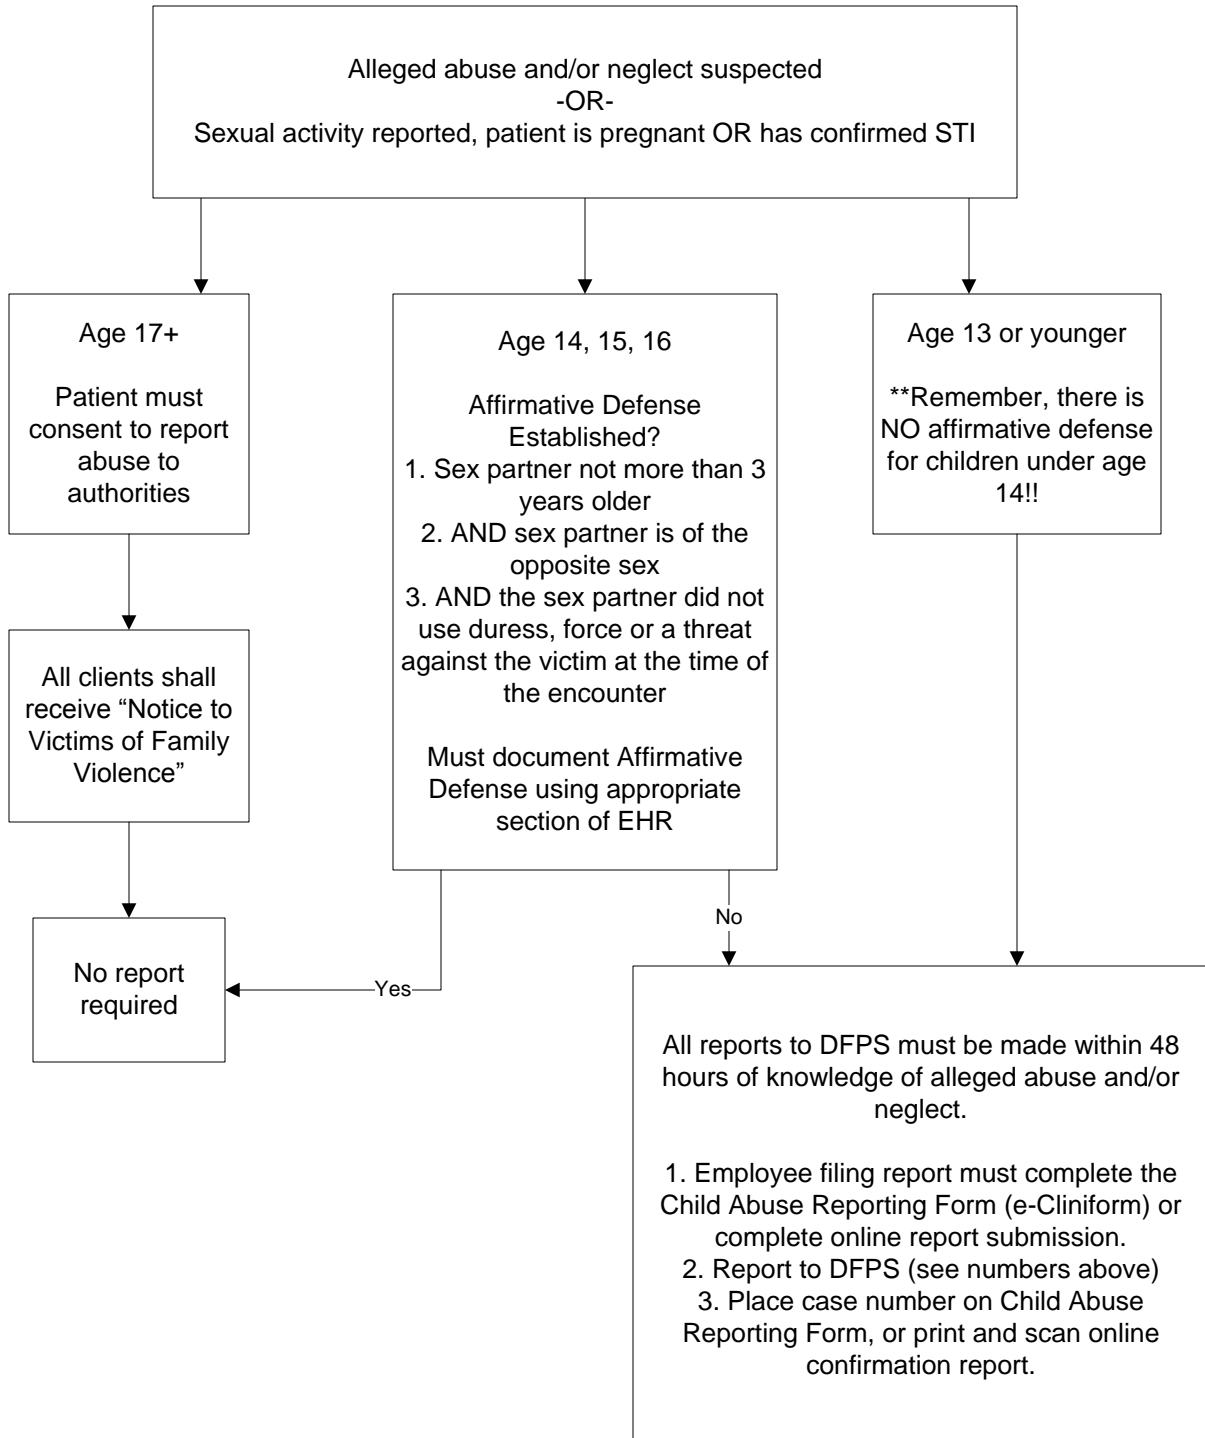 Alleged abuse and/or neglect suspected
-OR-
Sexual activity reported, patient is pregnant OR has confirmed STI
Age 17+
Patient must
consent to report
abuse to
authorities
Age 14, 15, 16
Affirmative Defense
Established?
1. Sex partner not more than 3
years older
2. AND sex partner is of the
opposite sex
3. AND the sex partner did not
use duress, force or a threat
against the victim at the time of
the encounter
Must document Affirmative
Defense using appropriate
section of EHR
Age 13 or younger
**Remember, there is
NO affirmative defense
for children under age
14!!
All clients shall
receive “Notice to
Victims of Family
Violence”
No report
required
Yes
No
All reports to DFPS must be made within 48
hours of knowledge of alleged abuse and/or
neglect.
1. Employee filing report must complete the
Child Abuse Reporting Form (e-Cliniform) or
complete online report submission.
2. Report to DFPS (see numbers above)
3. Place case number on Child Abuse
Reporting Form, or print and scan online
confirmation report.